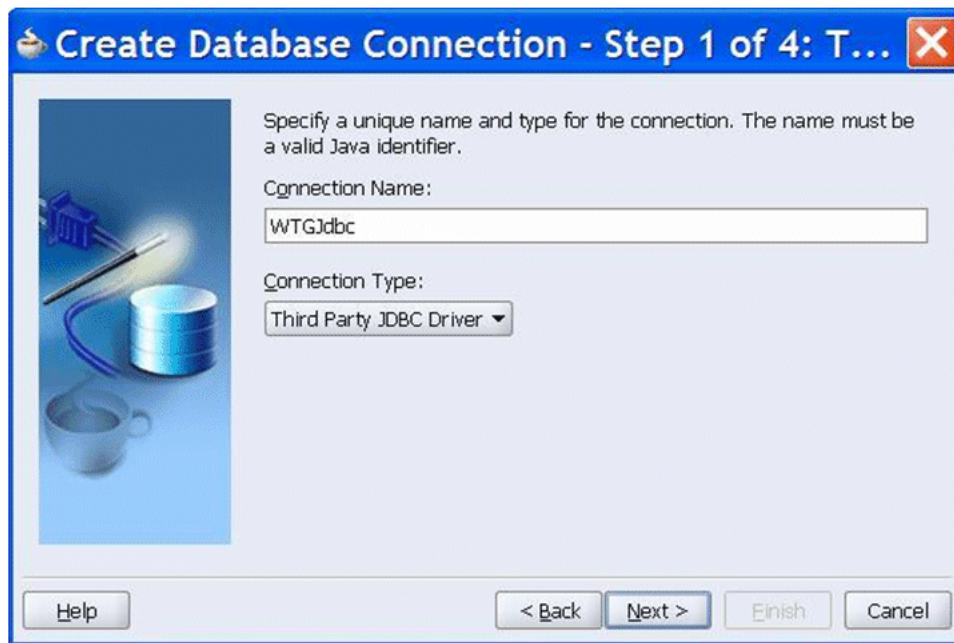 Create Database Connection - Step 1 of 4: T...
Specify a unique name and type for the connection. The name must be
a valid Java identifier.
Connection Name:
WTGJdbc
Connection Type:
Third Party JDBC Driver
Help
< Back
Next >
Finish
Cancel